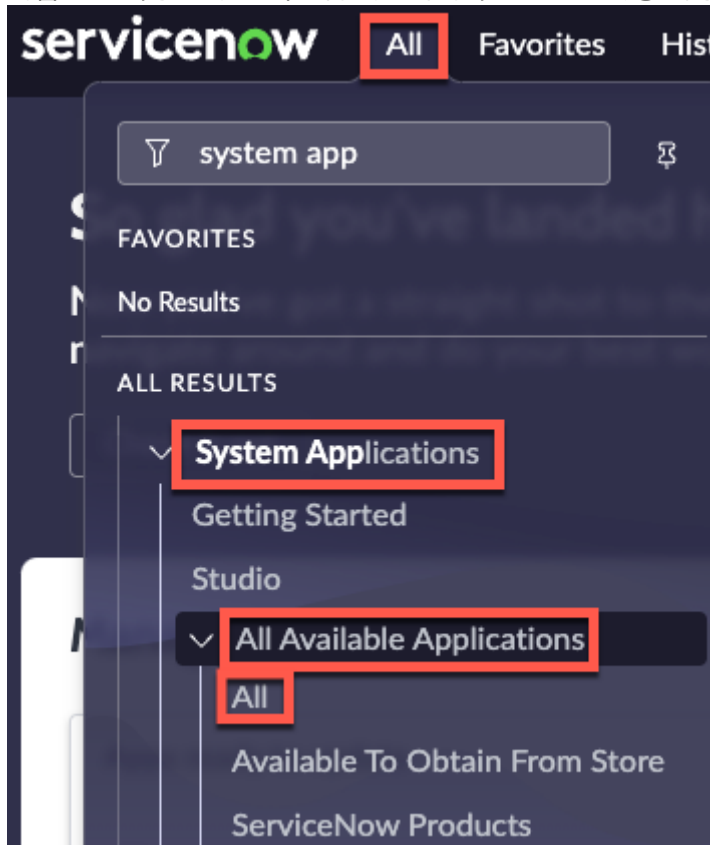 servicenow All Favorites
system app
FAVORITES
No Results
ALL RESULTS
System Applications
Getting Started
Studio
All Available Applications
All
Available To Obtain From Store
ServiceNow Products